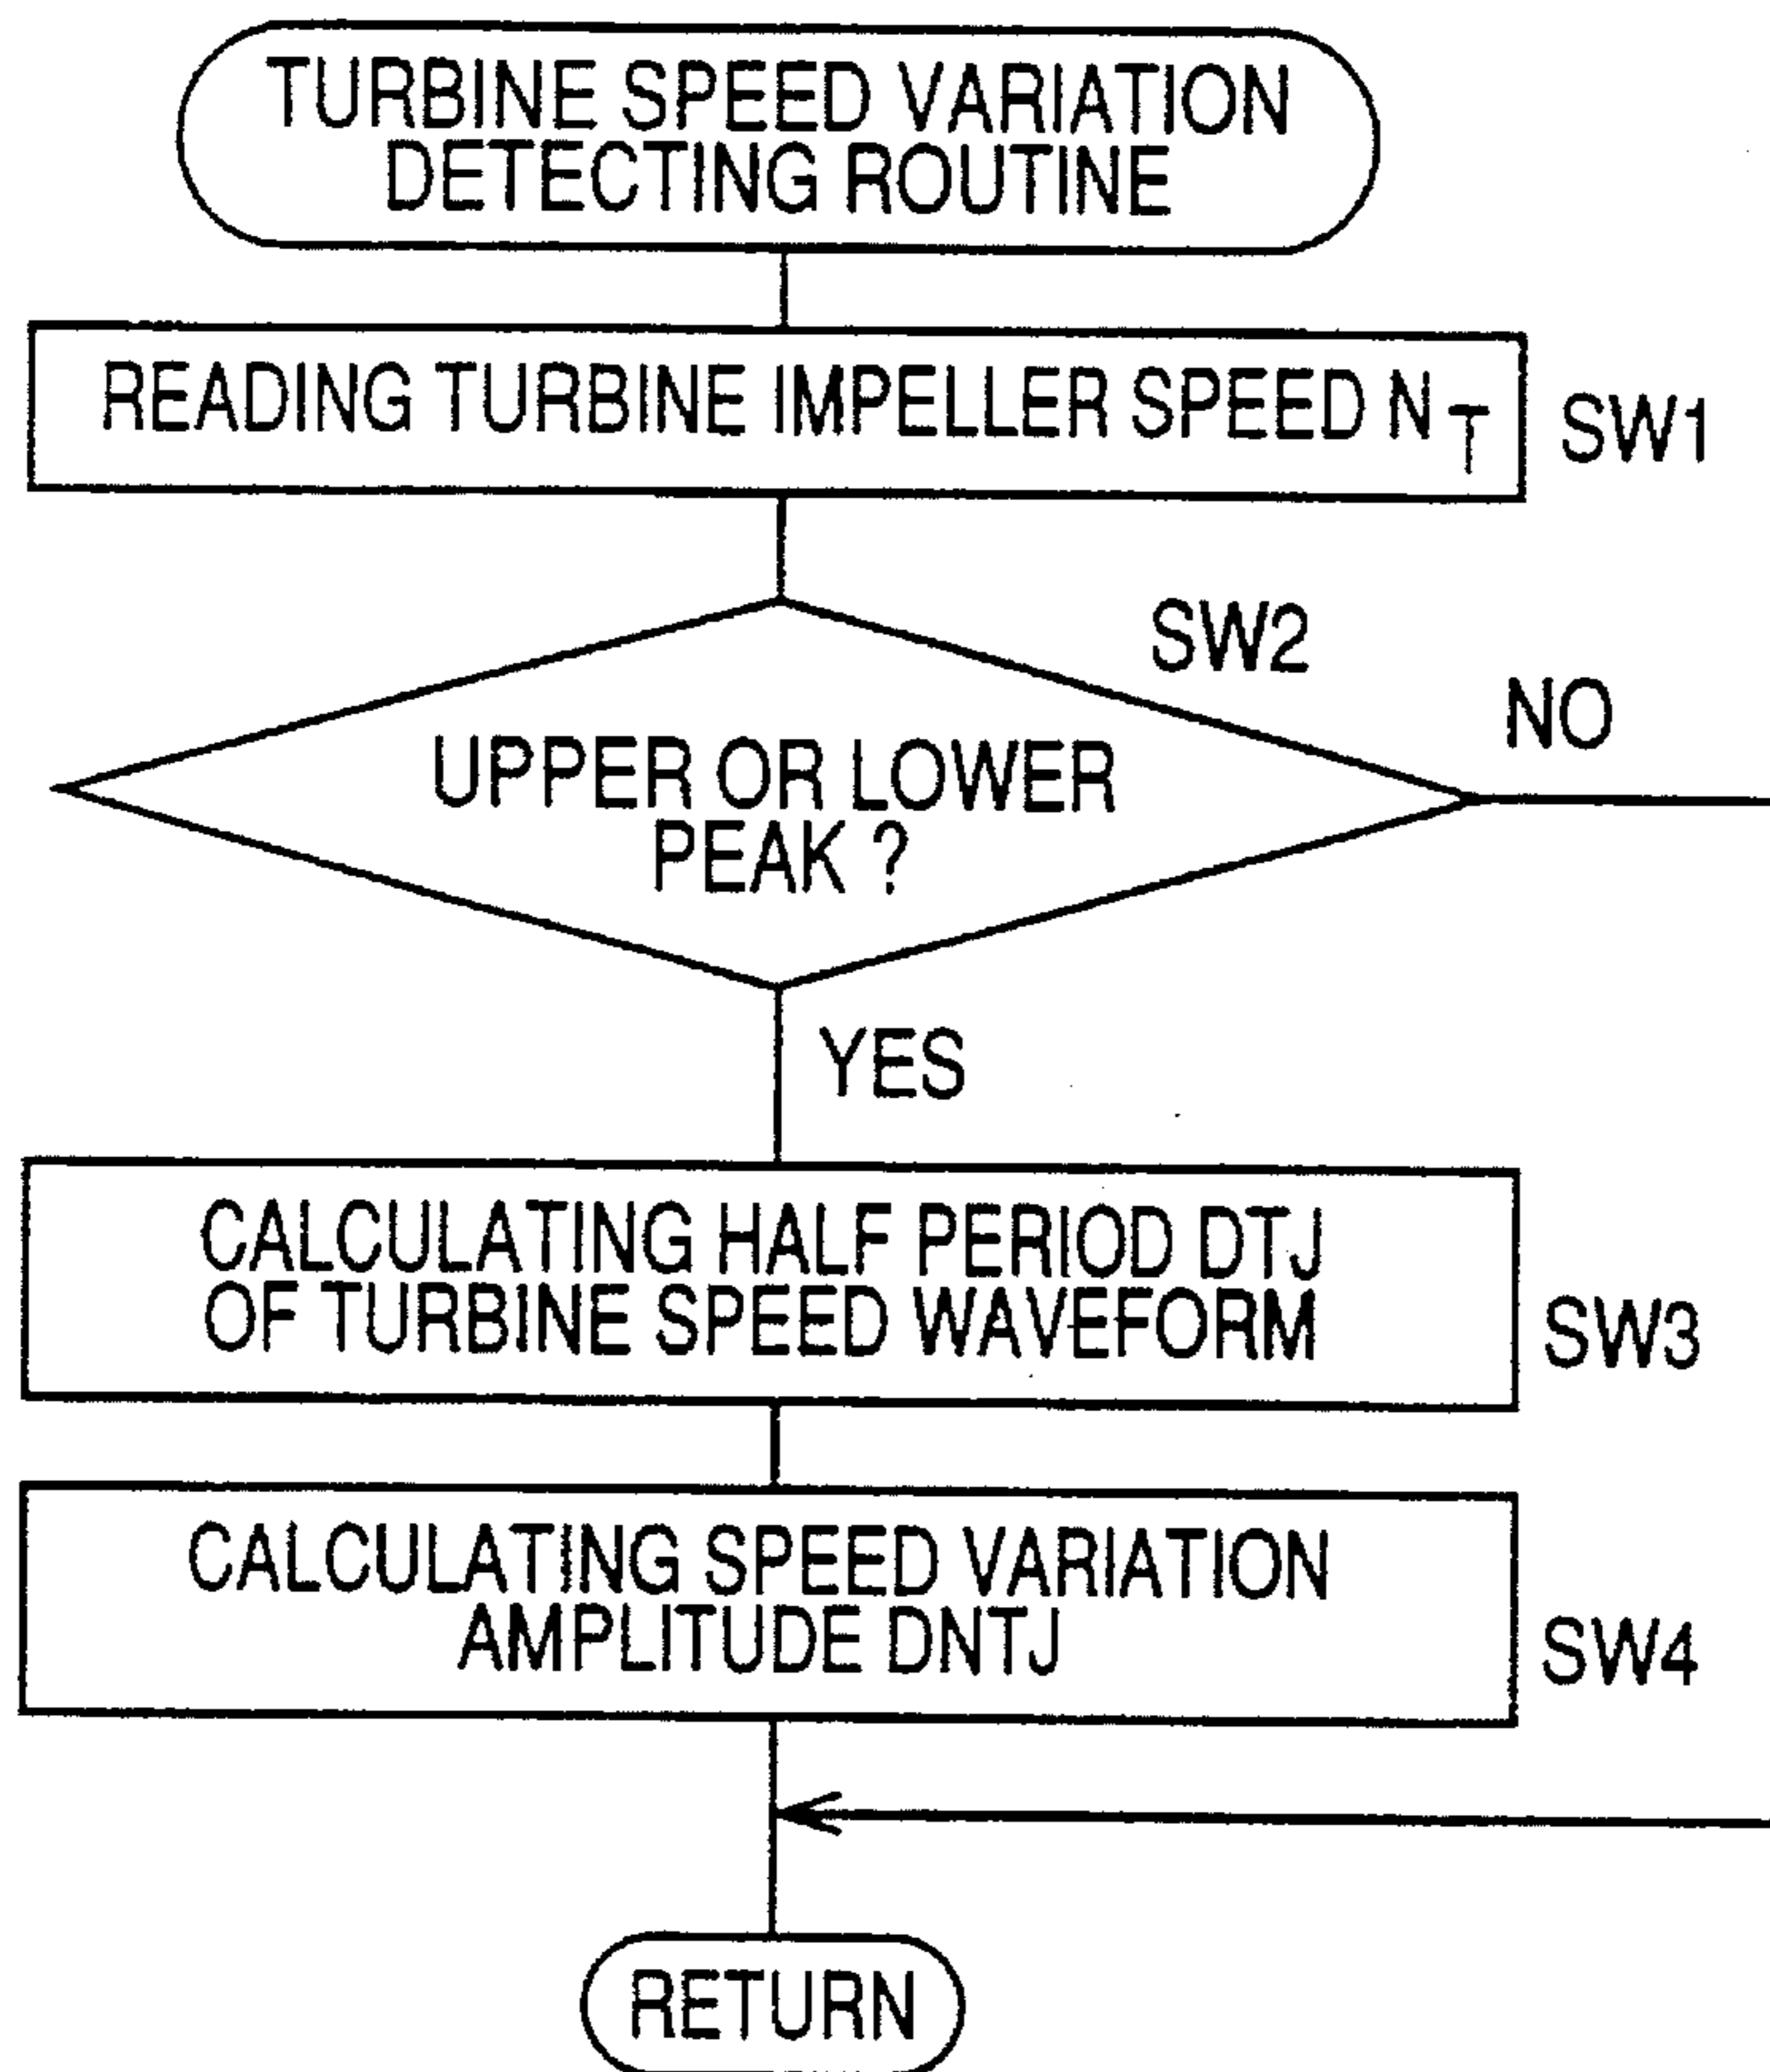 TURBINE SPEED VARIATION
DETECTING ROUTINE
READING TURBINE IMPELLER SPEED N_T
SW1
SW2
NO
UPPER OR LOWER
PEAK ?
YES
CALCULATING HALF PERIOD DTJ
OF TURBINE SPEED WAVEFORM
SW3
CALCULATING SPEED VARIATION
AMPLITUDE DNTJ
SW4
RETURN